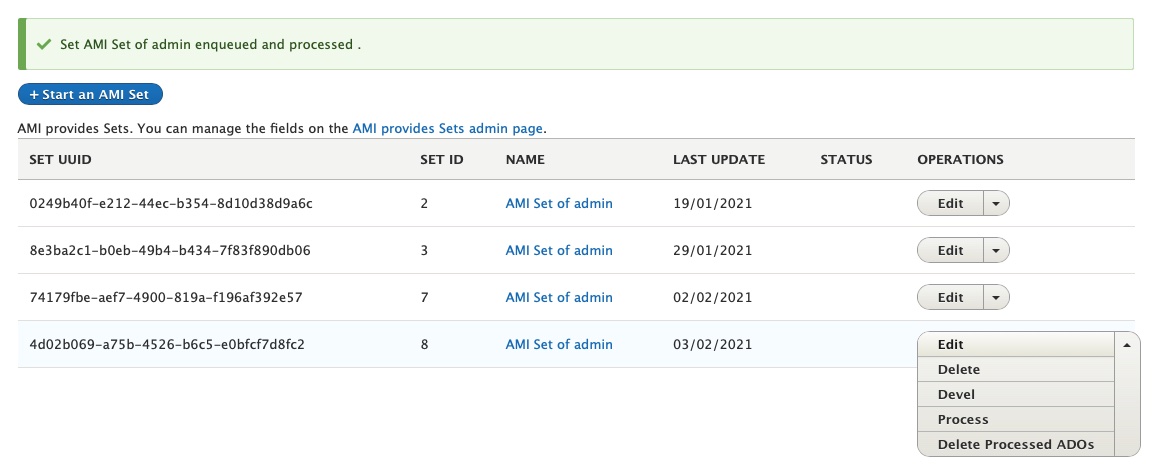 Set AMI Set of admin enqueued and processed .
+ Start an AMI Set
AMI provides Sets. You can manage the fields on the AMI provides Sets admin page.
SET UUID SET ID NAME LAST UPDATE STATUS OPERATIONS
0249b40f-e212-44ec-b354-8d10d38d9a6c 2 AMI Set of admin 19/01/2021 Edit
8e3ba2c1-b0eb-49b4-b434-7f83f890db06 3 AMI Set of admin 29/01/2021 Edit
74179fbe-aef7-4900-819a-f196af392e57 7 AMI Set of admin 02/02/2021 Edit
4d02b069-a75b-4526-b6c5-e0bfcf7d8fc2 8 AMI Set of admin 03/02/2021 Edit
Delete
Devel
Process
Delete Processed ADOs